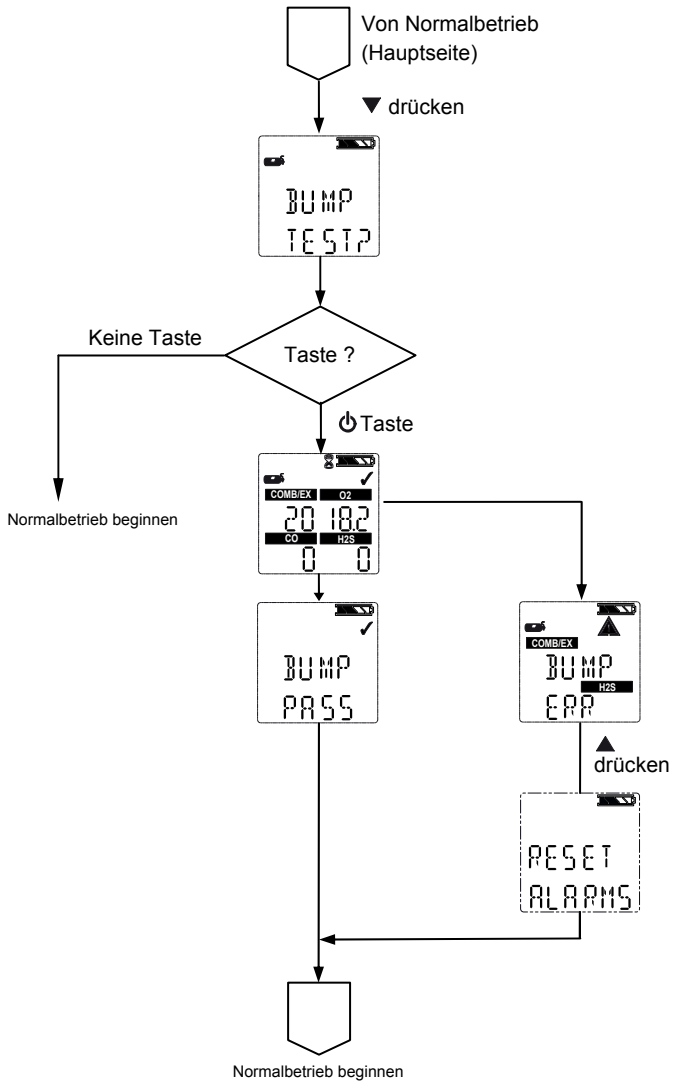 Von Normalbetrieb
(Hauptseite)
▼ drücken
BUMP
TEST?
Keine Taste
Taste ?
Taste
Normalbetrieb beginnen
COMB/EX O2
20 18.2
CO H2S
0 0
BUMP
PASS
COMB/EX
BUMP
H2S
ERR
▲
drücken
RESET
ALARMS
Normalbetrieb beginnen